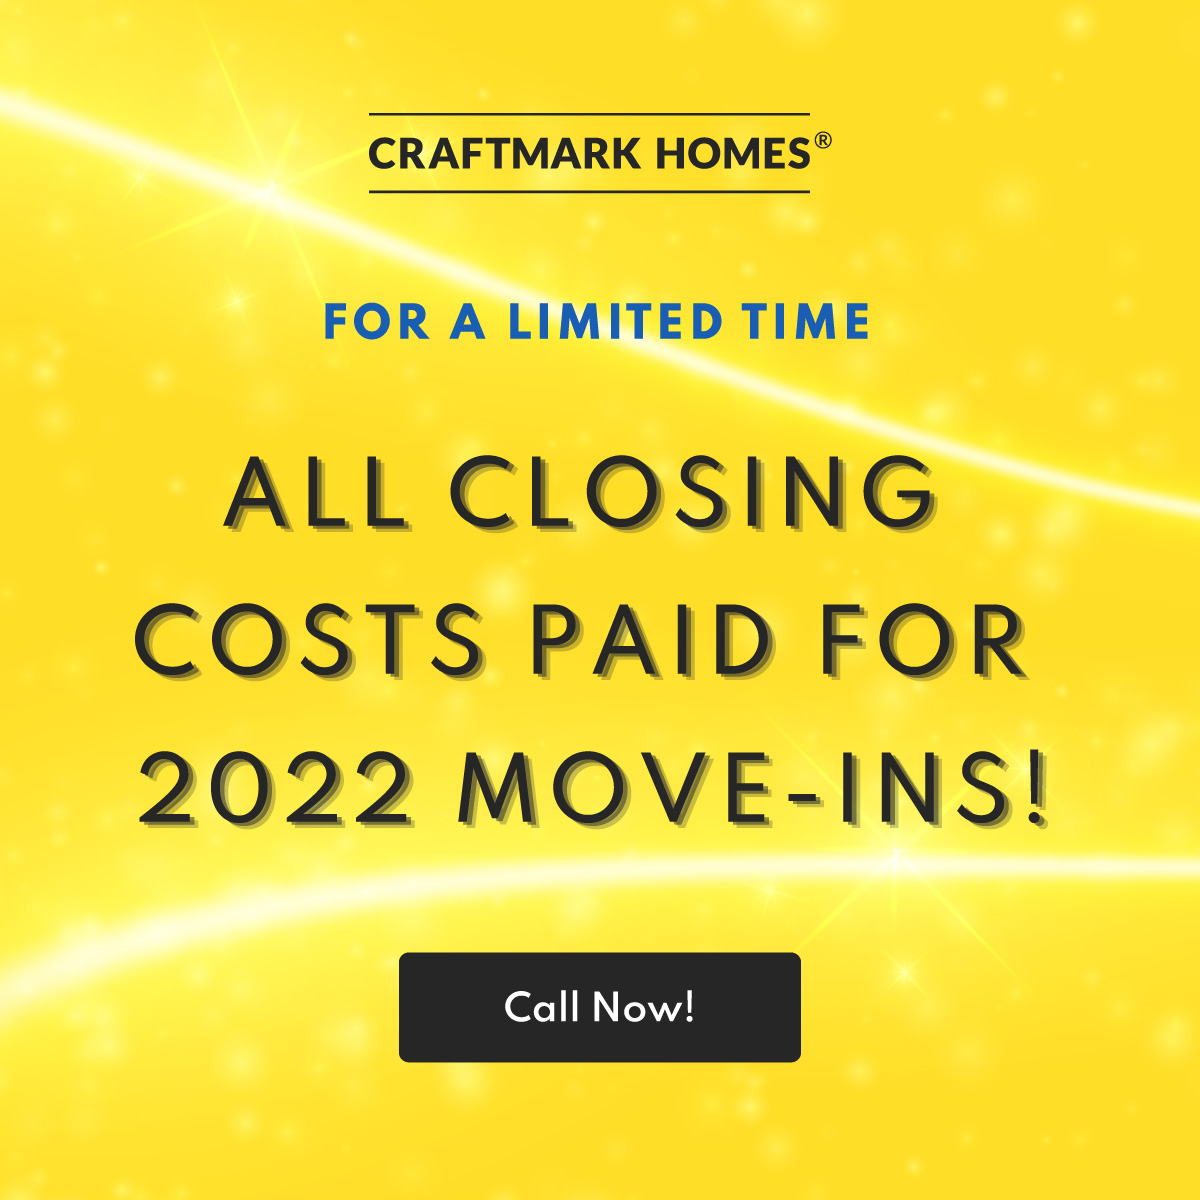 CRAFTMARK HOMES®
FOR A LIMITED TIME
ALL CLOSING
COSTS PAID FOR
2022 MOVE-INS!
Call Now!